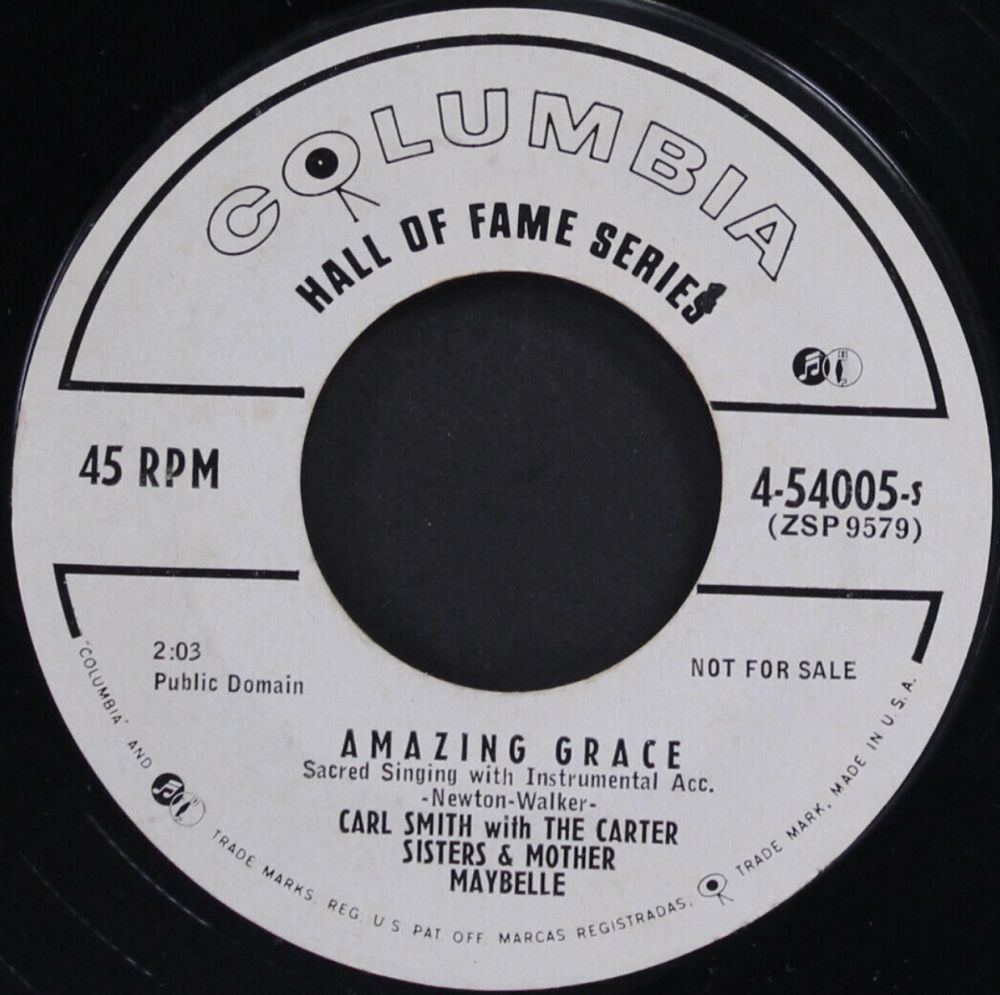 COLUMBIA
HALL OF FAME SERIES
45 RPM
4-54005-s
(ZSP 9579)
2:03
Public Domain
NOT FOR SALE
AMAZING GRACE
Sacred Singing with Instrumental Acc.
-Newton-Walker-
CARL SMITH with THE CARTER
SISTERS & MOTHER
MAYBELLE
"COLUMBIA" AND TRADE MARKS. REG. U S. PAT. OFF. MARCAS REGISTRADAS. TRADE MARK. MADE IN U. S. A.